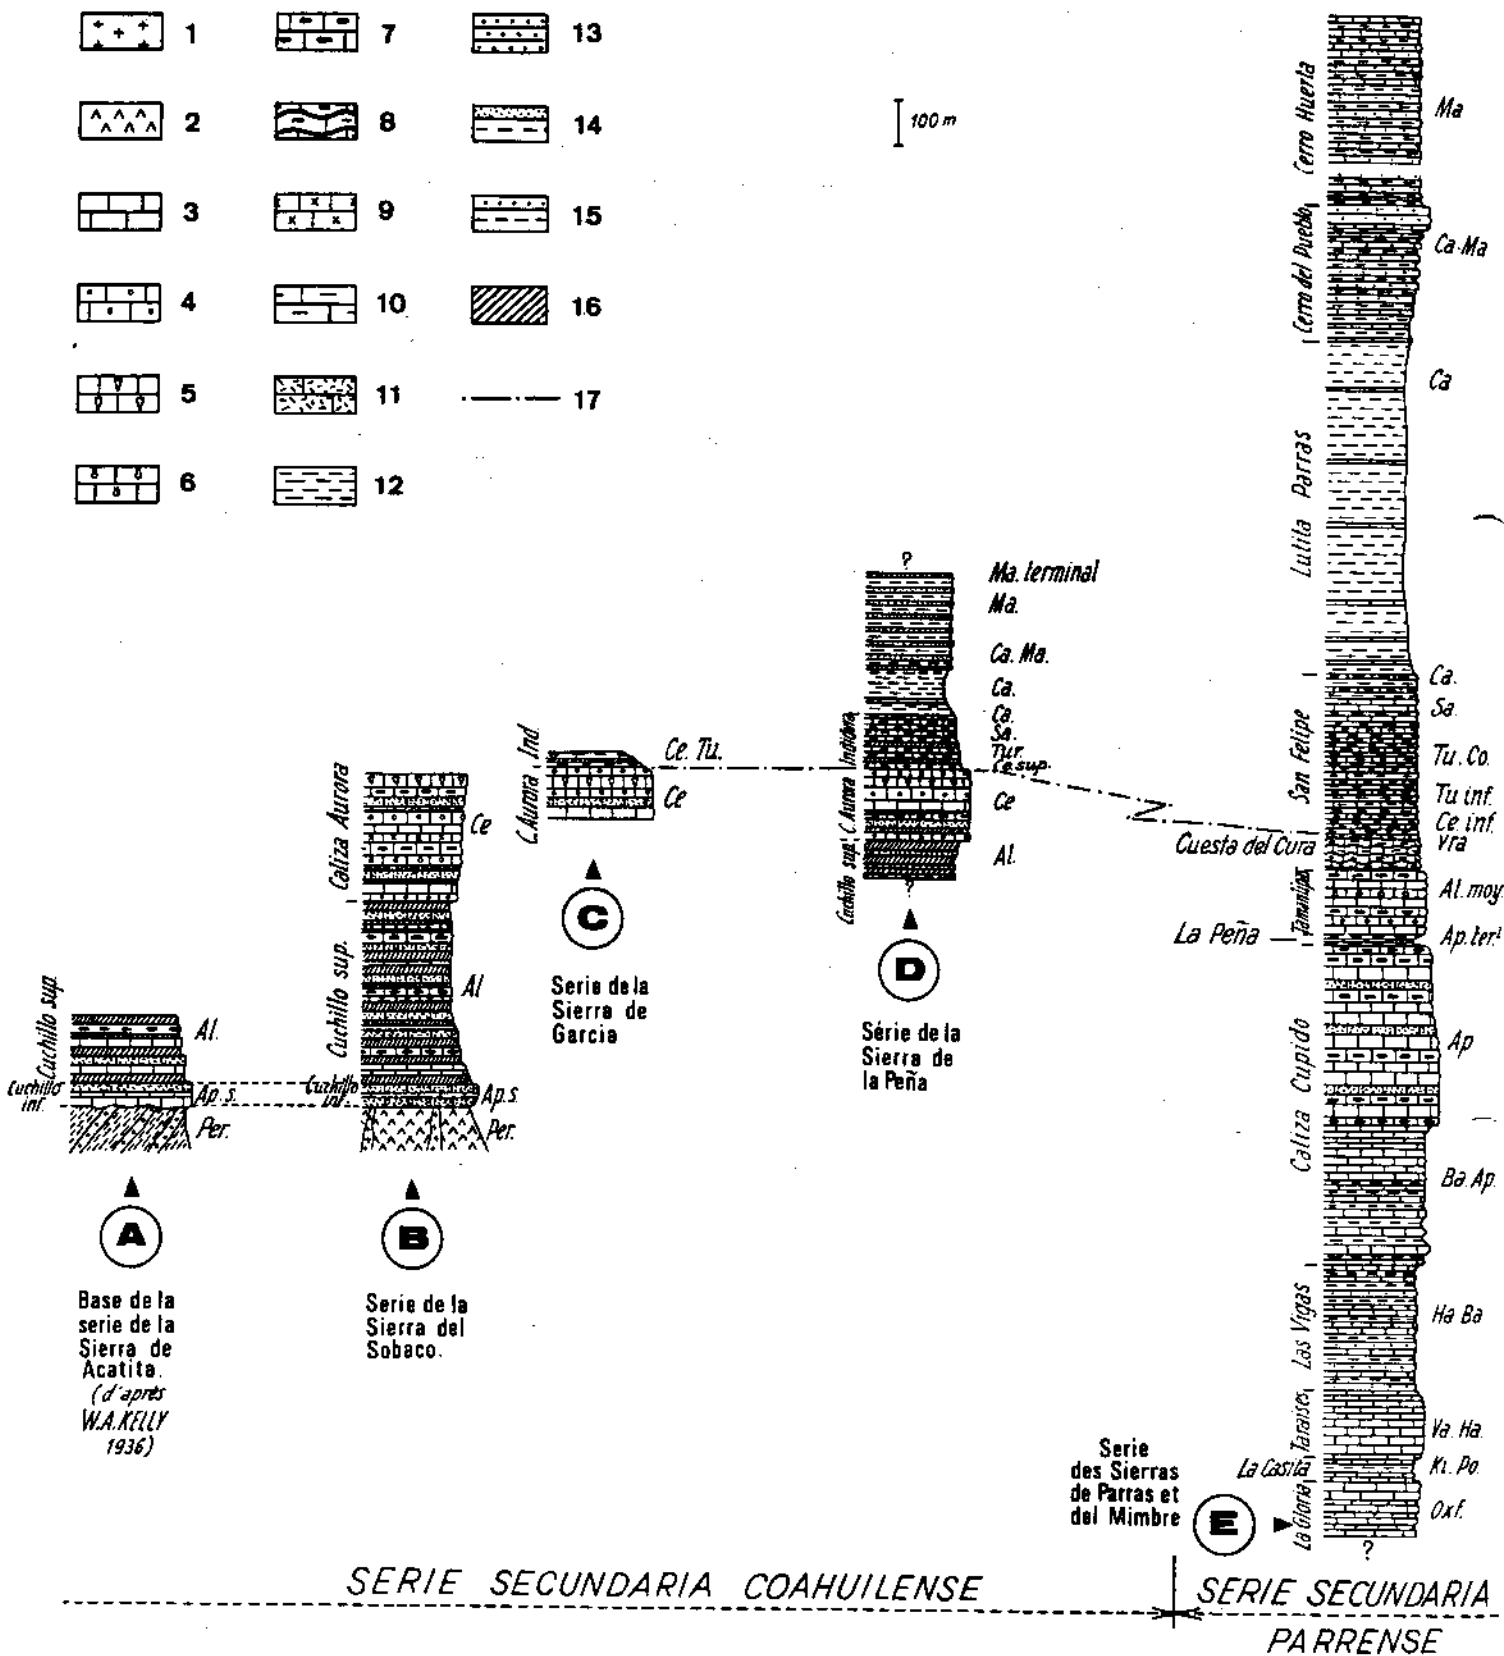 1
7
13
2
8
14
3
9
15
4
10
16
5
11
17
6
12
100 m
Cuchillo sup.
Cuchillo
inf.
Al.
Ap. s.
Per.
A
Base de la
serie de la
Sierra de
Acatita.
(d'après
W.A.KELLY
1936)
Caliza Aurora
Cuchillo sup.
Cuchillo
inf.
Ce
Al
Ap.s.
Per.
B
Serie de la
Sierra del
Sobaco.
Ind.
C.Aurora
Ce. Tu.
Ce
C
Serie de la
Sierra de
Garcia
?
Indidura
C. Aurora
Cuchillo sup.
Ma. terminal
Ma.
Ca. Ma.
Ca.
Ca.
Sa.
Tur.
Ce sup.
Ce
Al.
?
D
Série de la
Sierra de
la Peña
Cerro Huerta
Cerro del Pueblo
Lutita Parras
San Felipe
Cuesta del Cura
Tamaulipas
La Peña
Caliza Cupido
Las Vigas
Taraises
La Casita
La Gloria
Ma
Ca-Ma
Ca
Ca.
Sa.
Tu. Co.
Tu inf.
Ce. inf.
Vra
Al. moy.
Ap. ter.l
Ap
Ba. Ap.
Ha Ba
Va. Ha.
Ki. Po.
Oxf.
?
Serie
des Sierras
de Parras et
del Mimbre
E
SERIE SECUNDARIA COAHUILENSE
SERIE SECUNDARIA
PARRENSE